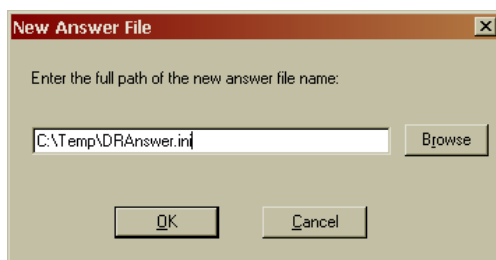 New Answer File
Enter the full path of the new answer file name:
C:\Temp\DRAnswer.ini
Browse
OK
Cancel